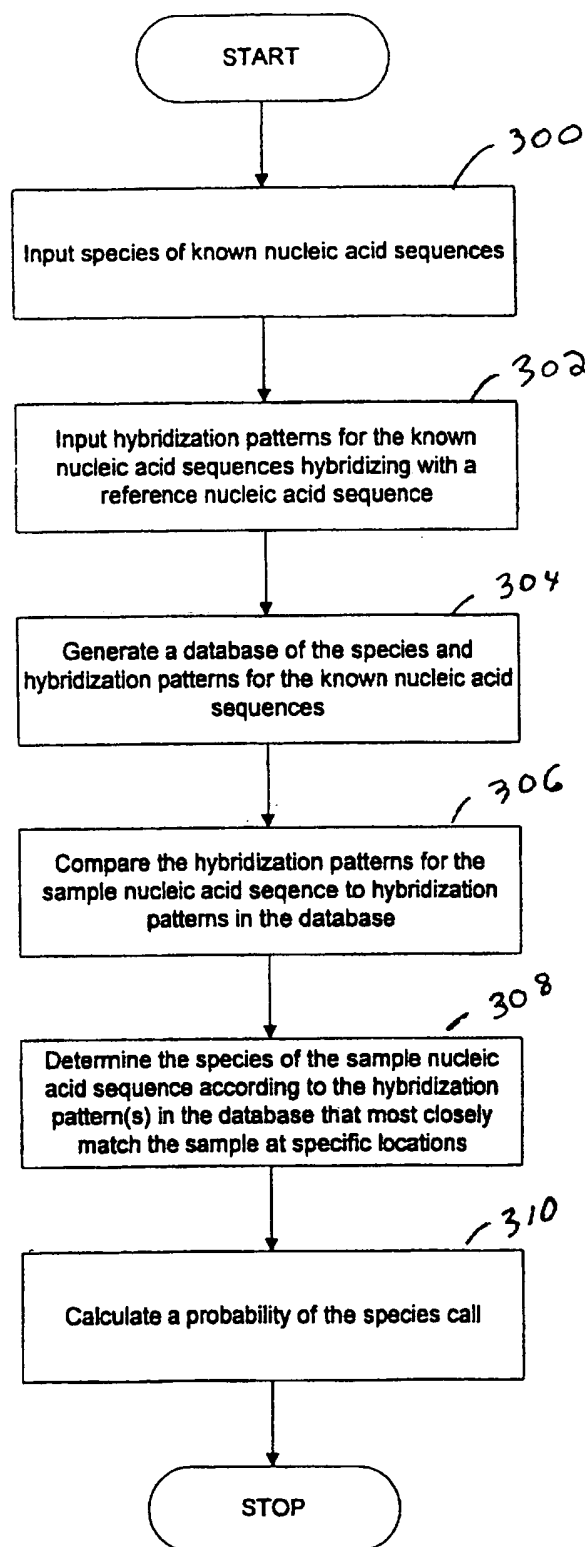 START
300
Input species of known nucleic acid sequences
302
Input hybridization patterns for the known
nucleic acid sequences hybridizing with a
reference nucleic acid sequence
304
Generate a database of the species and
hybridization patterns for the known nucleic acid
sequences
306
Compare the hybridization patterns for the
sample nucleic acid seqence to hybridization
patterns in the database
308
Determine the species of the sample nucleic
acid sequence according to the hybridization
pattern(s) in the database that most closely
match the sample at specific locations
310
Calculate a probability of the species call
STOP